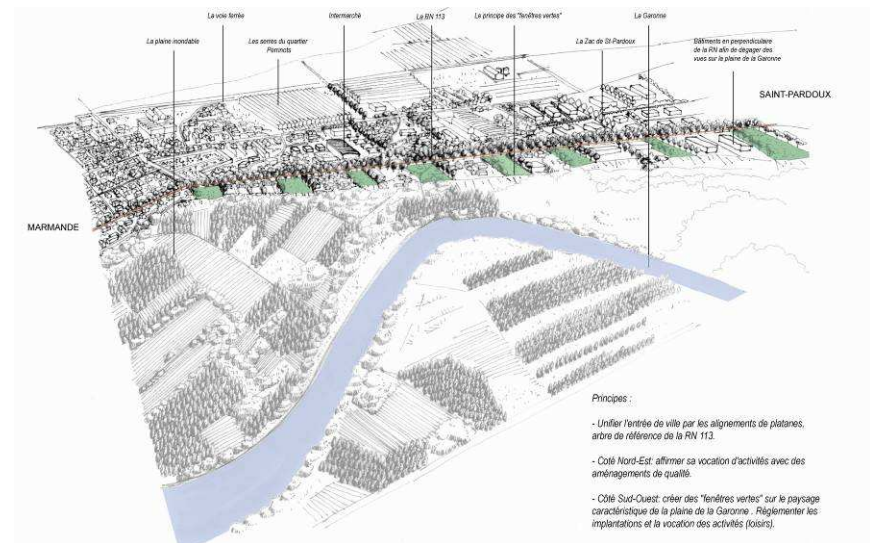 La voie ferrée
Intermarché
La RN 113
Le principe des "fenêtres vertes"
La Garonne
La plaine inondable
Les serres du quartier
Peminots
La Zac de St-Pardoux
Bâtiments en perpendiculaire
de la RN afin de dégager des
vues sur la plaine de la Garonne
SAINT-PARDOUX
MARMANDE
Principes :
- Unifier l'entrée de ville par les alignements de platanes,
arbre de référence de la RN 113.
- Coté Nord-Est: affirmer sa vocation d'activités avec des
aménagements de qualité.
- Côté Sud-Ouest: créer des "fenêtres vertes" sur le paysage
caractéristique de la plaine de la Garonne . Règlementer les
implantations et la vocation des activités (loisirs).